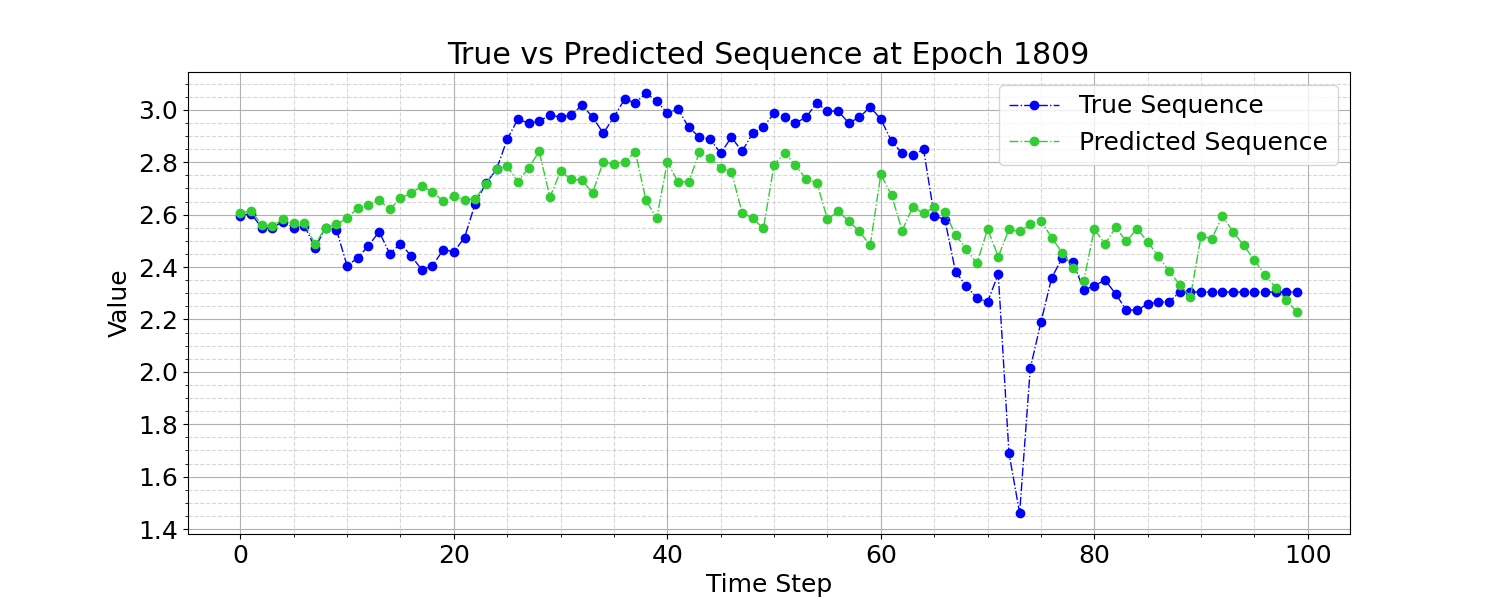 True vs Predicted Sequence at Epoch 1809
True Sequence
Predicted Sequence
Value
3.0
2.8
2.6
2.4
2.2
2.0
1.8
1.6
1.4
0 20 40 60 80 100
Time Step